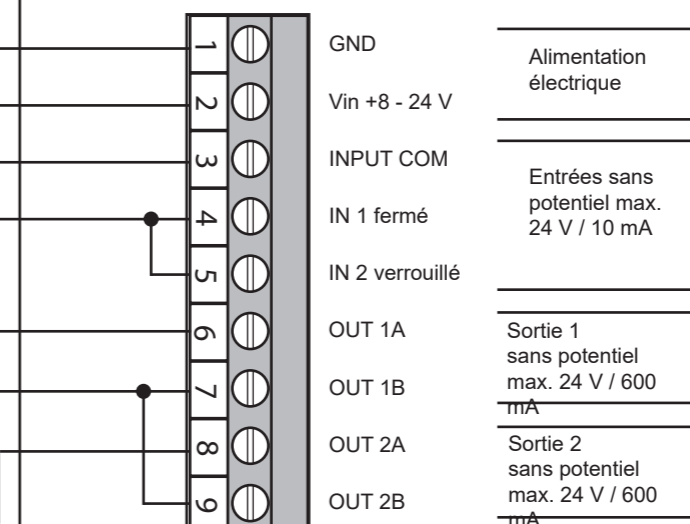 1 GND
2 Vin +8 - 24 V
3 INPUT COM
4 IN 1 fermé
5 IN 2 verrouillé
6 OUT 1A
7 OUT 1B
8 OUT 2A
9 OUT 2B
Alimentation
électrique
Entrées sans
potentiel max.
24 V / 10 mA
Sortie 1
sans potentiel
max. 24 V / 600
mA
Sortie 2
sans potentiel
max. 24 V / 600
mA